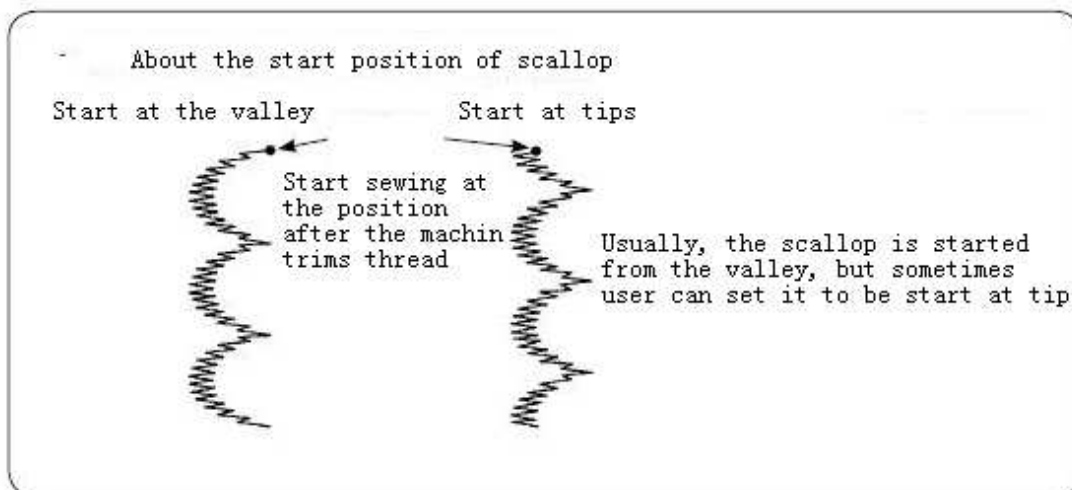 About the start position of scallop
Start at the valley
Start at tips
Start sewing at
the position
after the machin
trims thread
Usually, the scallop is started
from the valley, but sometimes
user can set it to be start at tip